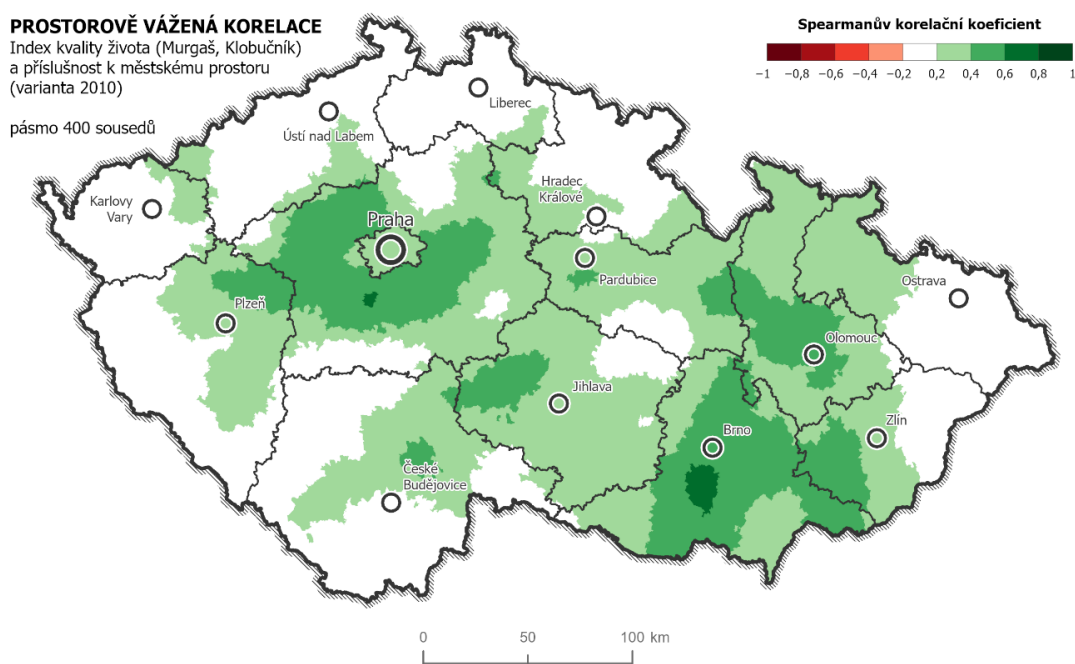 PROSTOROVĚ VÁŽENÁ KORELACE
Index kvality života (Murgaš, Klobučník)
a příslušnost k městskému prostoru
(varianta 2010)
pásmo 400 sousedů
Spearmanův korelační koeficient
−1 −0,8 −0,6 −0,4 −0,2 0,2 0,4 0,6 0,8 1
Liberec
Ústí nad Labem
Karlovy
Vary
Hradec
Králové
Praha
Pardubice
Ostrava
Plzeň
Olomouc
Jihlava
Zlín
Brno
České
Budějovice
0 50 100 km